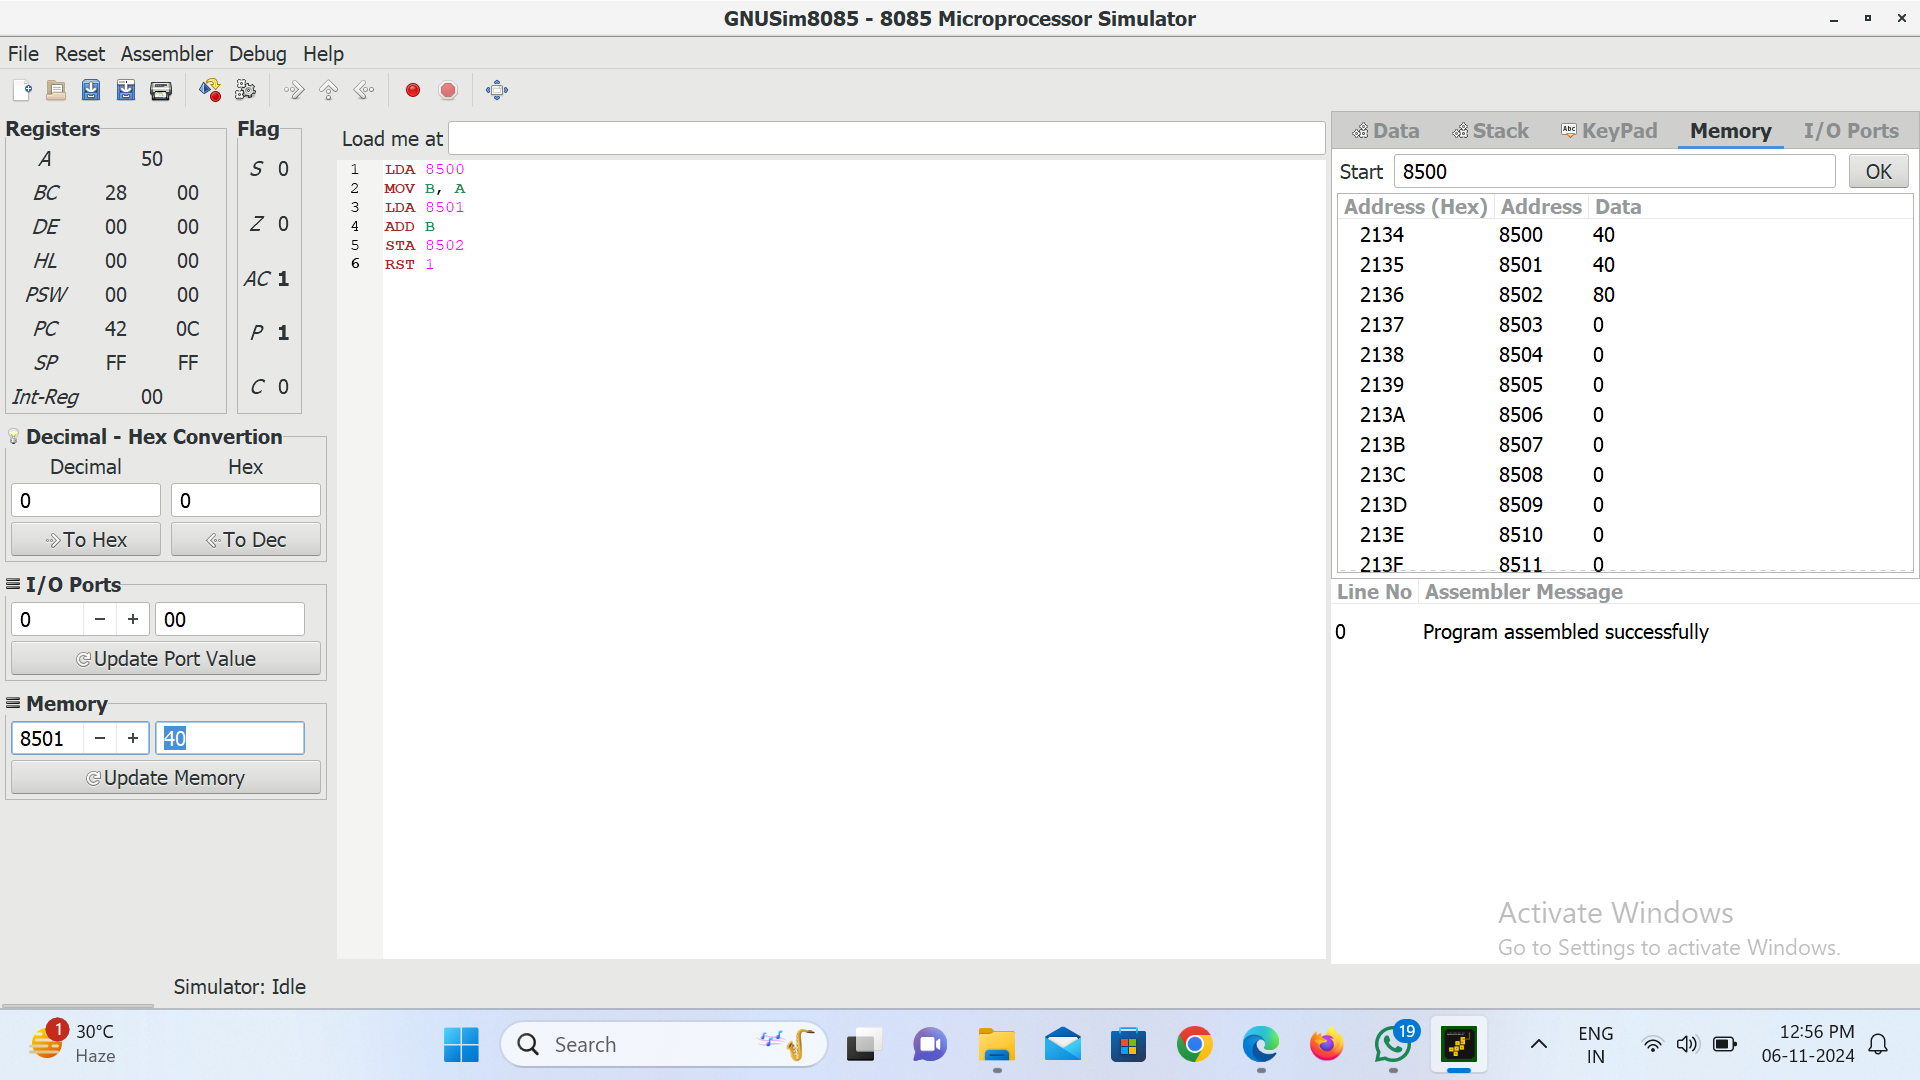 GNUSim8085 - 8085 Microprocessor Simulator
File Reset Assembler Debug Help
Registers
A 50
BC 28 00
DE 00 00
HL 00 00
PSW 00 00
PC 42 0C
SP FF FF
Int-Reg 00
Flag
S 0
Z 0
AC 1
P 1
C 0
Decimal - Hex Convertion
Decimal Hex
0 0
To Hex To Dec
I/O Ports
0 − + 00
Update Port Value
Memory
8501 − + 40
Update Memory
Load me at
1 LDA 8500
2 MOV B, A
3 LDA 8501
4 ADD B
5 STA 8502
6 RST 1
Data Stack Abc KeyPad Memory I/O Ports
Start 8500 OK
Address (Hex) Address Data
2134 8500 40
2135 8501 40
2136 8502 80
2137 8503 0
2138 8504 0
2139 8505 0
213A 8506 0
213B 8507 0
213C 8508 0
213D 8509 0
213E 8510 0
213F 8511 0
Line No Assembler Message
0 Program assembled successfully
Activate Windows
Go to Settings to activate Windows.
Simulator: Idle
1 30°C
Haze
Search
19
ENG
IN
12:56 PM
06-11-2024